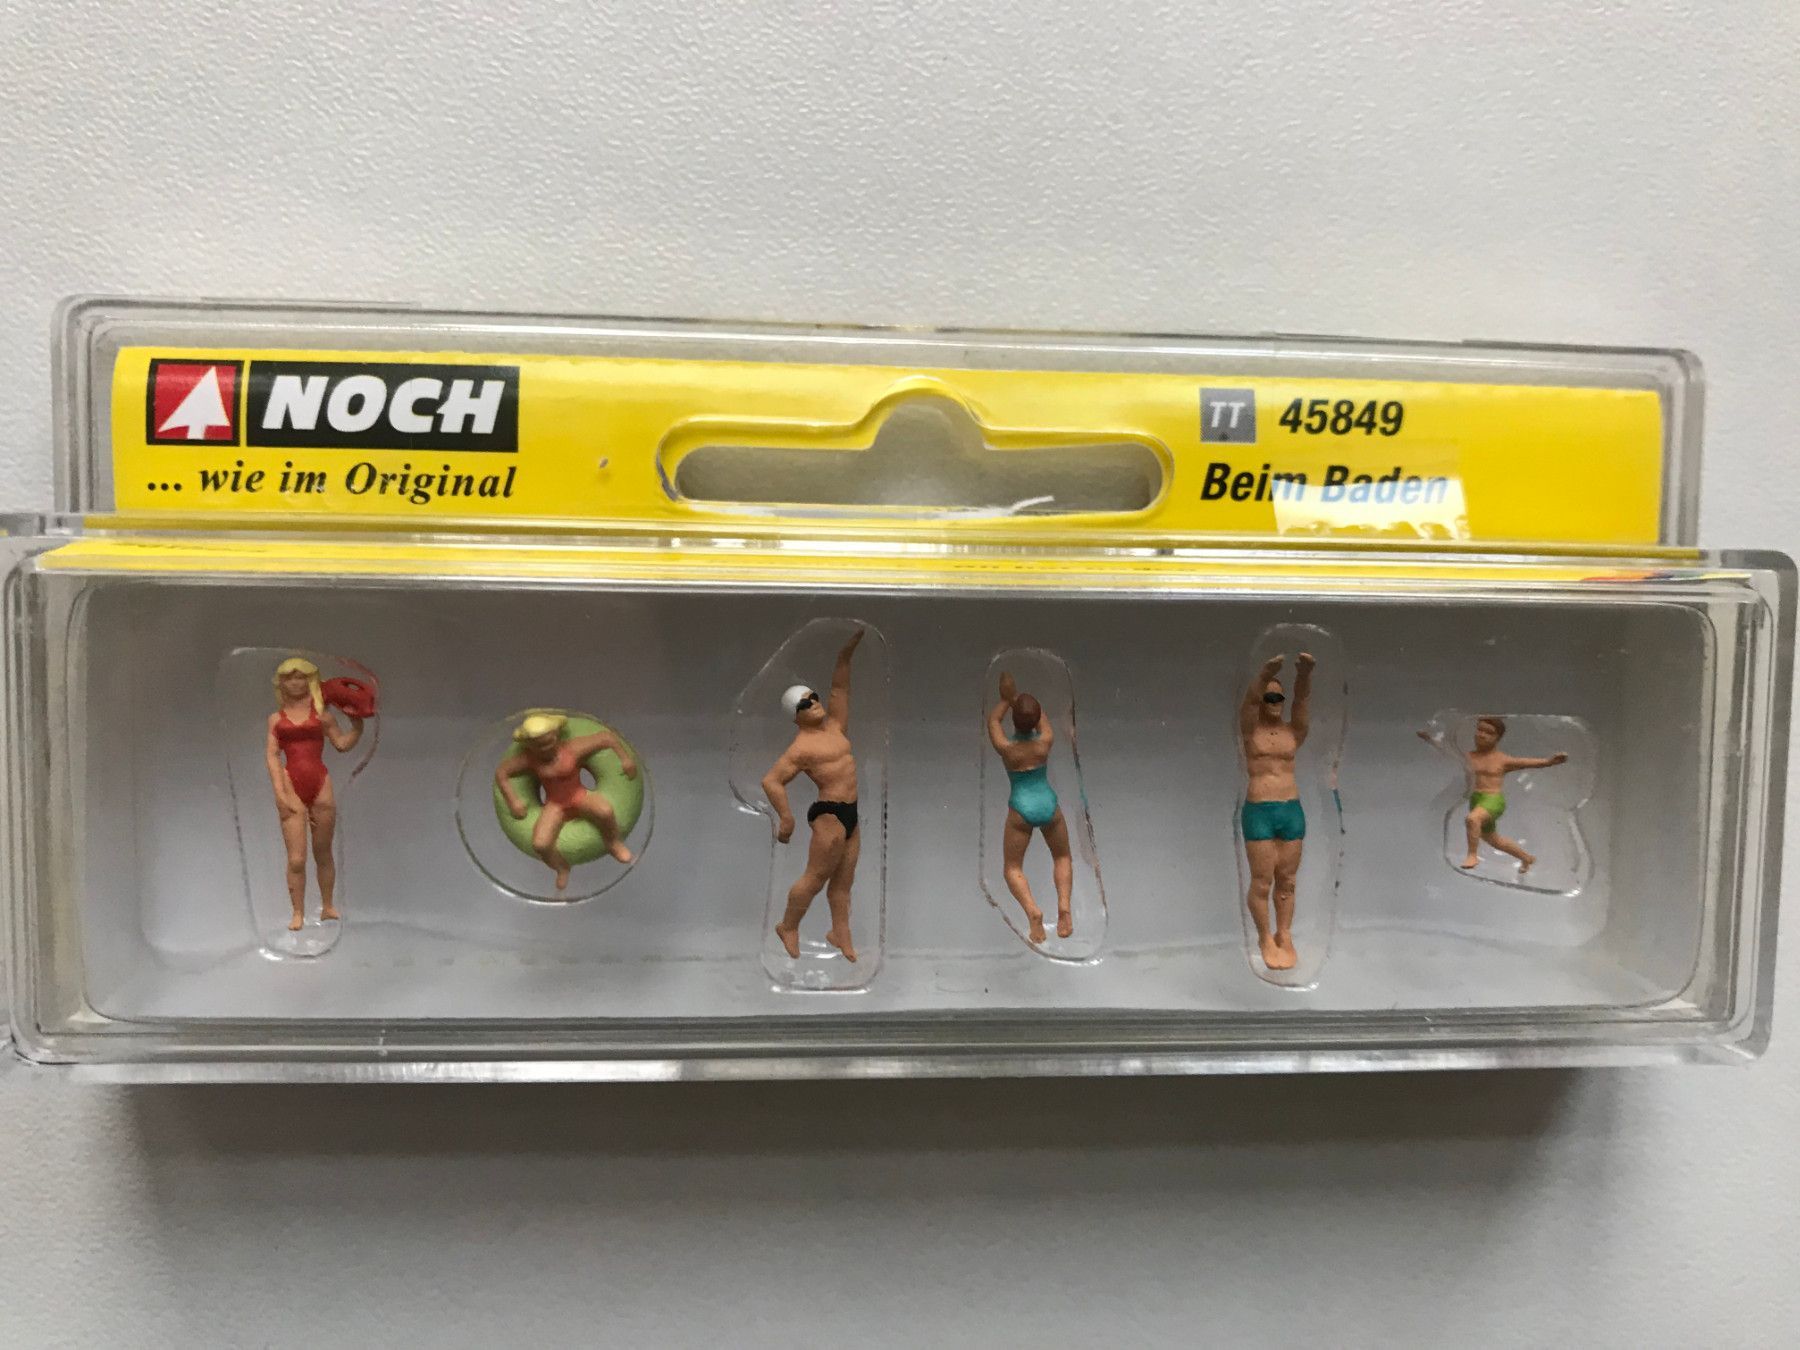 NOCH
... wie im Original
TT 45849
Beim Baden